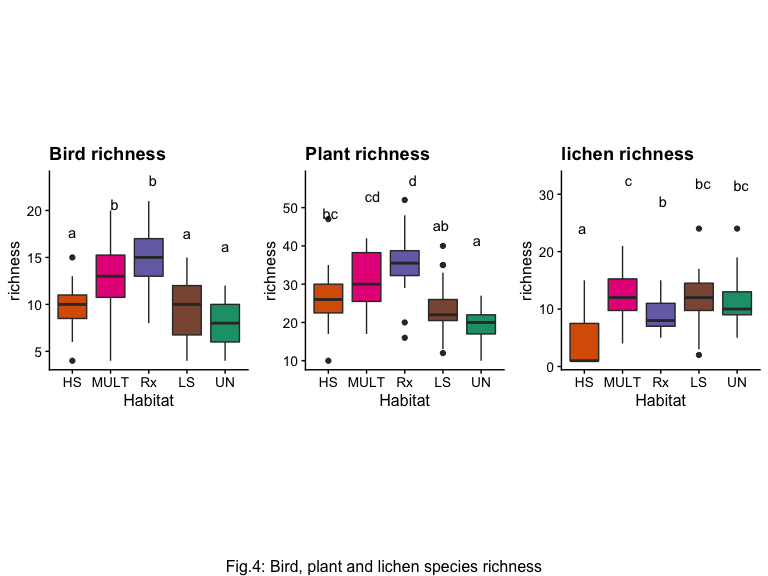 Bird richness
richness
20
15
10
5
a
b
b
a
a
HS MULT Rx LS UN
Habitat
Plant richness
richness
50
40
30
20
10
bc
cd
d
ab
a
HS MULT Rx LS UN
Habitat
lichen richness
richness
30
20
10
0
a
c
b
bc
bc
HS MULT Rx LS UN
Habitat
Fig.4: Bird, plant and lichen species richness